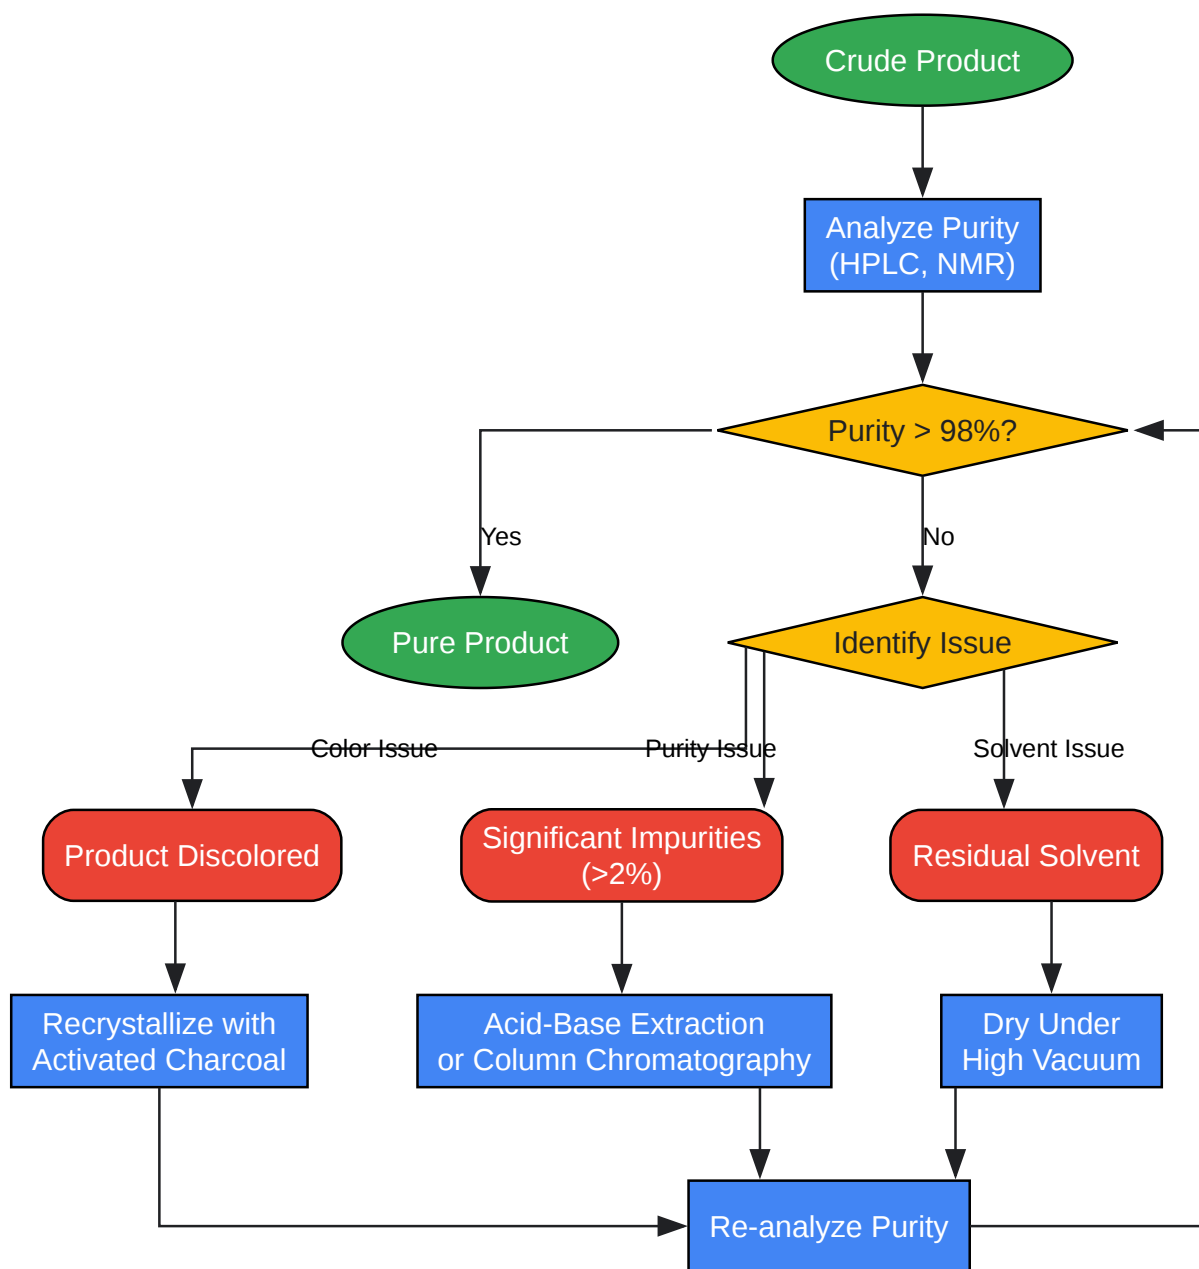 Crude Product
Analyze Purity
(HPLC, NMR)
Purity > 98%?
Yes
No
Pure Product
Identify Issue
Color Issue
Purity Issue
Solvent Issue
Product Discolored
Significant Impurities
(>2%)
Residual Solvent
Recrystallize with
Activated Charcoal
Acid-Base Extraction
or Column Chromatography
Dry Under
High Vacuum
Re-analyze Purity